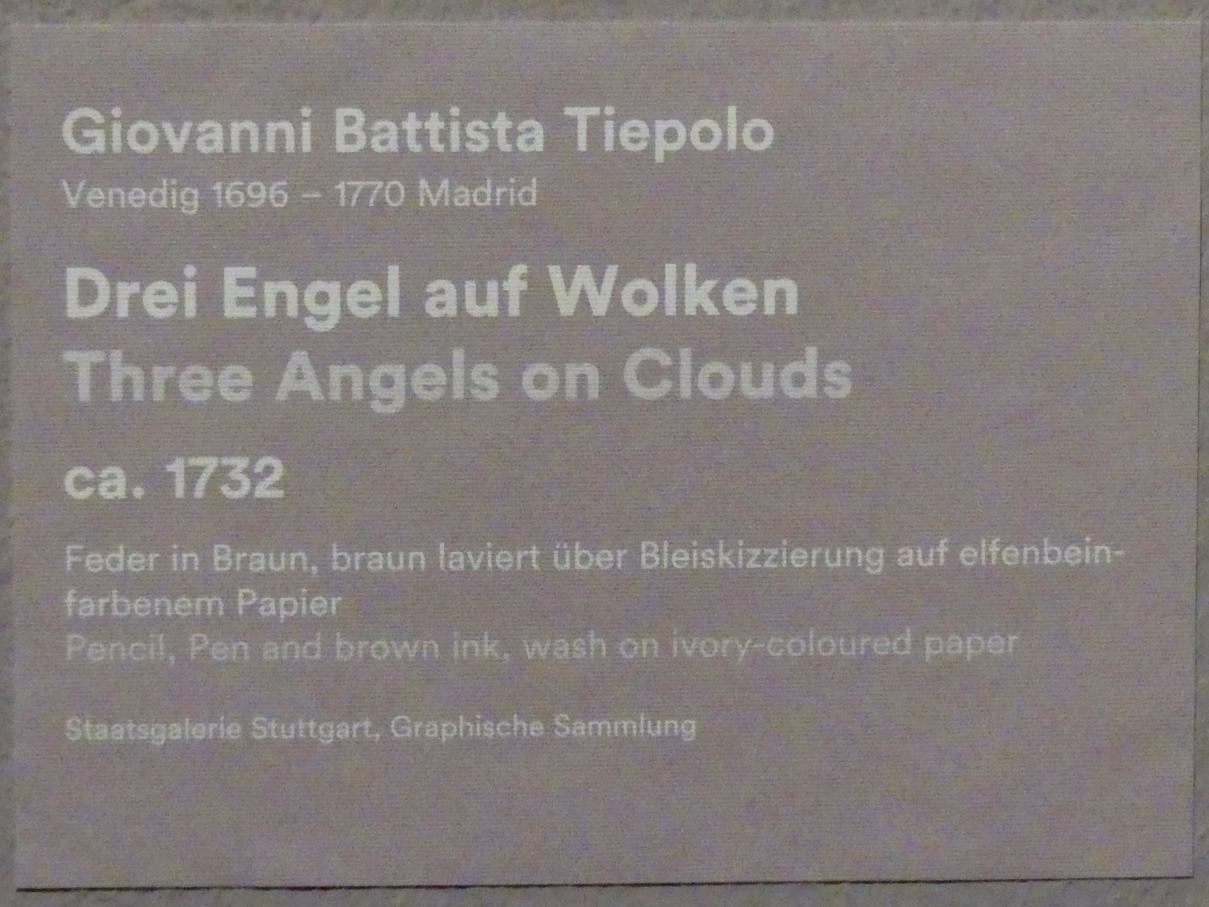 Giovanni Battista Tiepolo
Venedig 1696 – 1770 Madrid
Drei Engel auf Wolken
Three Angels on Clouds
ca. 1732
Feder in Braun, braun laviert über Bleiskizzierung auf elfenbein-
farbenem Papier
Pencil, Pen and brown ink, wash on ivory-coloured paper
Staatsgalerie Stuttgart, Graphische Sammlung